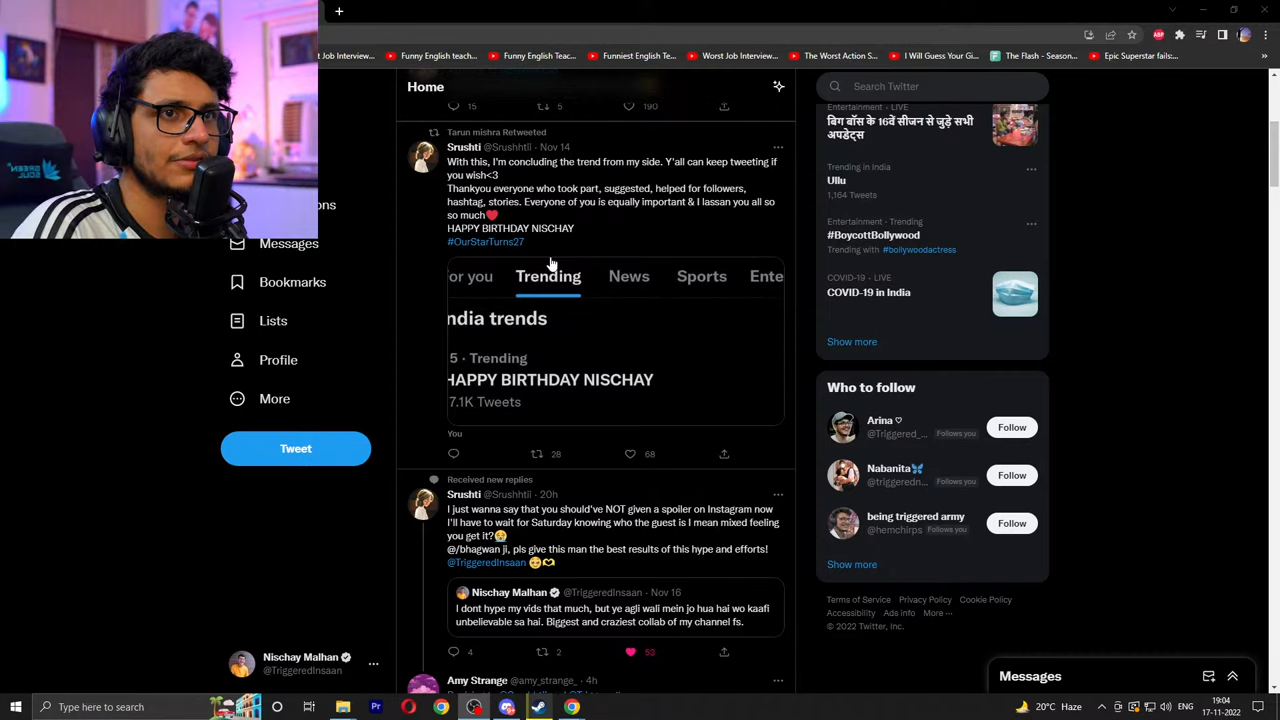 ob Interview...
Funny English teach...
Funny English Tea...
Funniest English Te...
Worst Job Interview...
The Worst Action S...
I Will Guess Your Gi...
The Flash - Season...
Epic Superstar fails:...
»
Home
15
5
190
Tarun mishra Retweeted
Srushti @Srushhtii · Nov 14
With this, I'm concluding the trend from my side. Y'all can keep tweeting if
you wish<3
Thankyou everyone who took part, suggested, helped for followers,
hashtag, stories. Everyone of you is equally important & I lassan you all so
so much❤️
HAPPY BIRTHDAY NISCHAY
#OurStarTurns27
or you Trending News Sports Ente
ndia trends
5 · Trending
HAPPY BIRTHDAY NISCHAY
7.1K Tweets
You
28
68
Received new replies
Srushti @Srushhtii · 20h
I just wanna say that you should've NOT given a spoiler on Instagram now
I'll have to wait for Saturday knowing who the guest is I mean mixed feeling
you get it?😭
@/bhagwan ji, pls give this man the best results of this hype and efforts!
@TriggeredInsaan
Nischay Malhan @TriggeredInsaan · Nov 16
I dont hype my vids that much, but ye agli wali mein jo hua hai wo kaafi
unbelievable sa hai. Biggest and craziest collab of my channel fs.
4
2
53
Amy Strange @amy_strange_ · 4h
ons
Messages
Bookmarks
Lists
Profile
More
Tweet
Nischay Malhan
@TriggeredInsaan
Search Twitter
Entertainment · LIVE
बिग बॉस के 16वें सीजन से जुड़े सभी
अपडेट्स
Trending in India
Ullu
1,164 Tweets
Entertainment · Trending
#BoycottBollywood
Trending with #bollywoodactress
COVID-19 · LIVE
COVID-19 in India
Show more
Who to follow
Arina ♡
@Triggered_... Follows you
Follow
Nabanita🦋
@triggeredn... Follows you
Follow
being triggered army
@hemchirps Follows you
Follow
Show more
Terms of Service Privacy Policy Cookie Policy
Accessibility Ads info More ···
© 2022 Twitter, Inc.
Messages
Type here to search
20°C Haze
19:04
17-11-2022